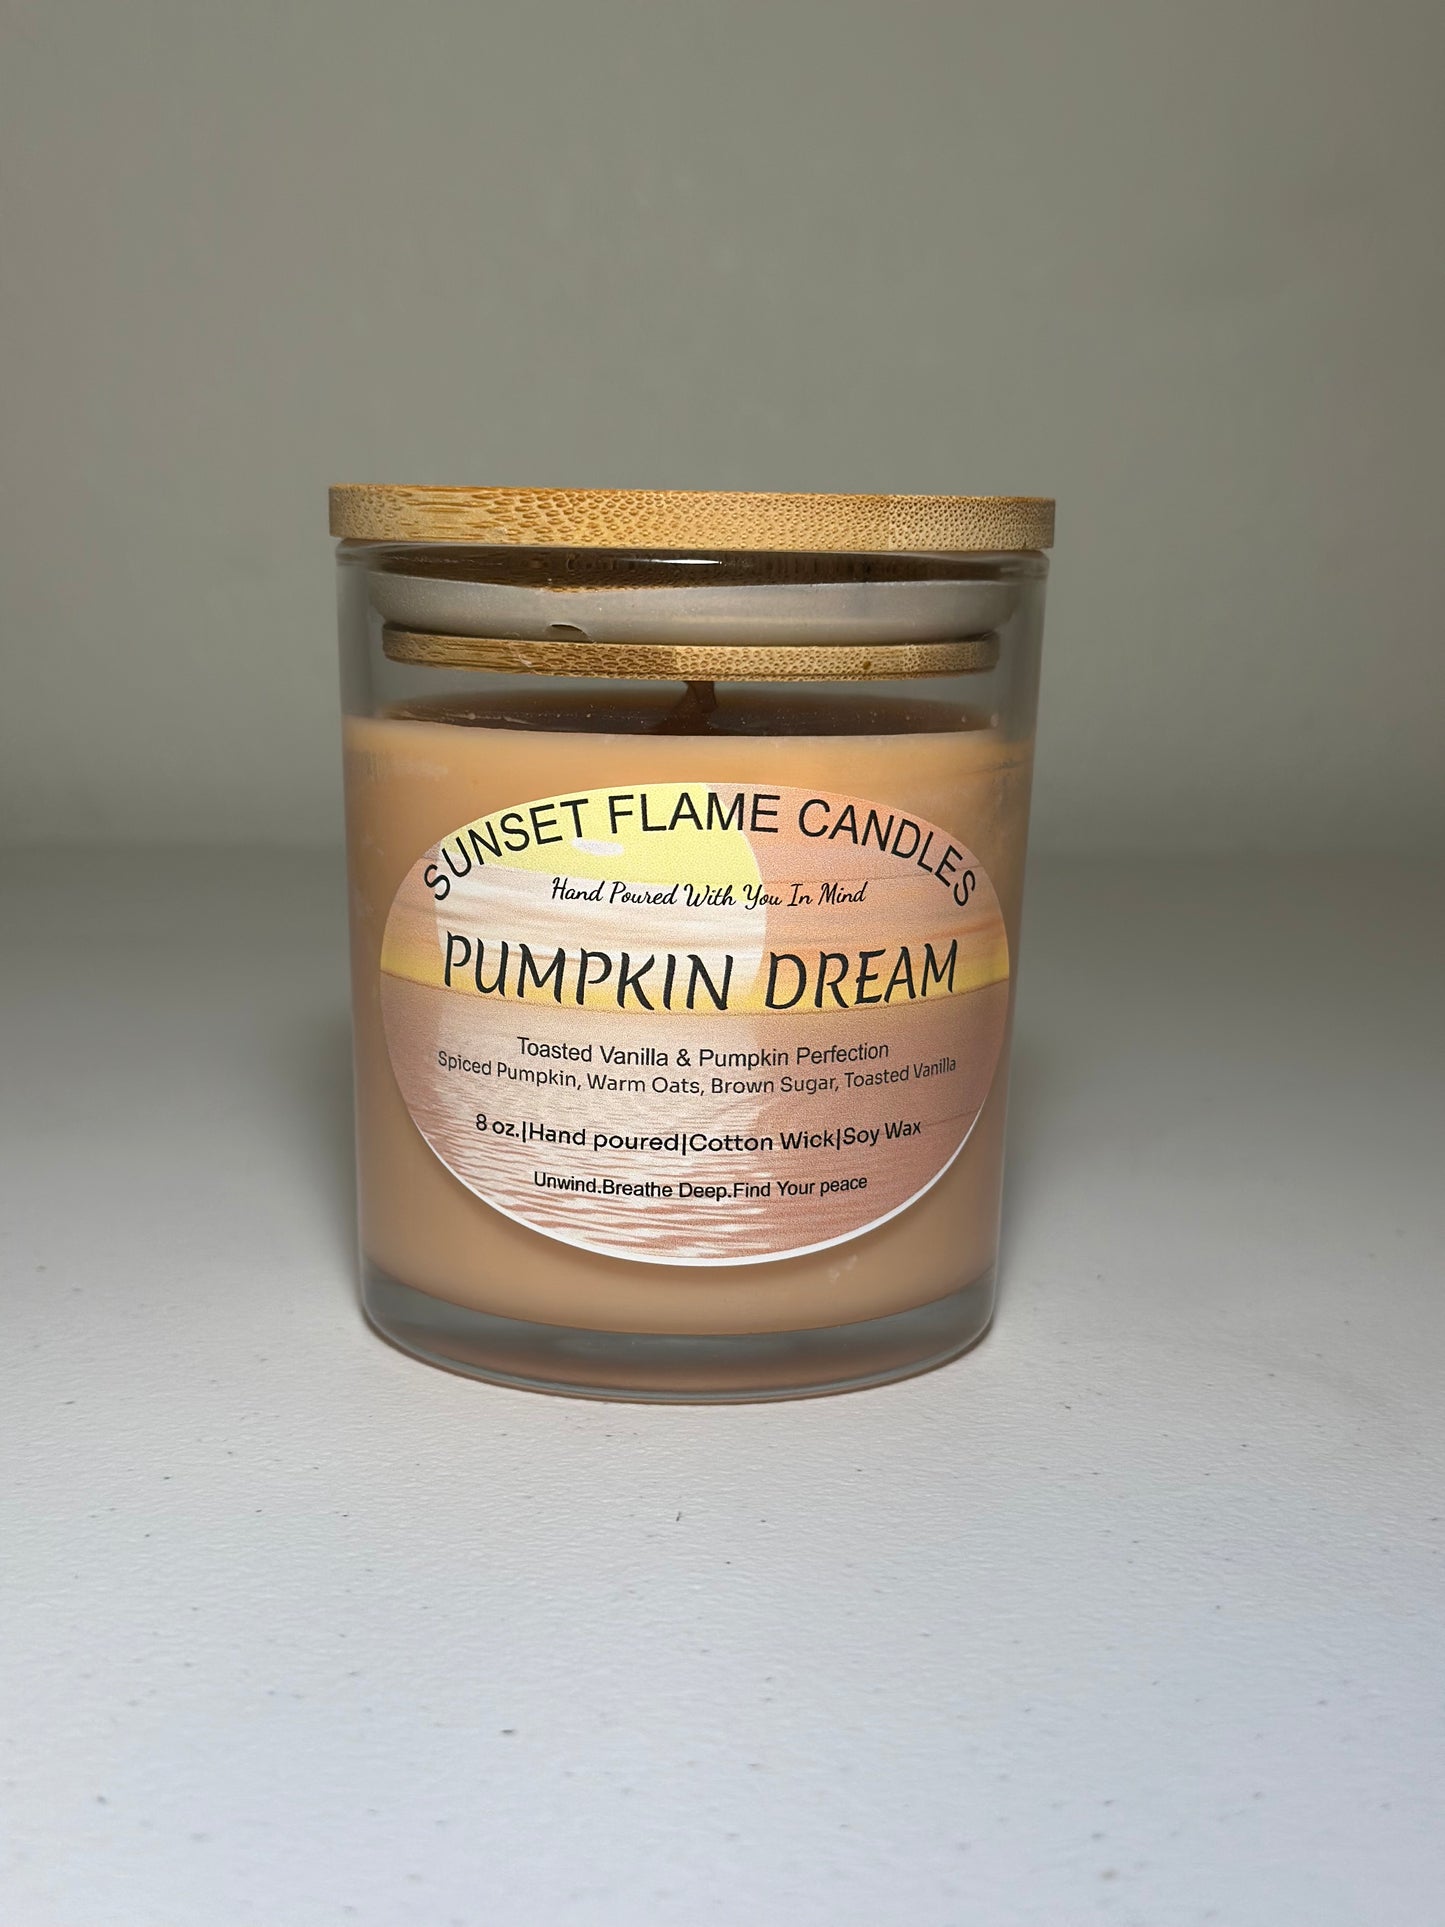 SUNSET FLAME CANDLES
Hand Poured With You In Mind
PUMPKIN DREAM
Toasted Vanilla & Pumpkin Perfection
Spiced Pumpkin, Warm Oats, Brown Sugar, Toasted Vanilla
8 oz.|Hand poured|Cotton Wick|Soy Wax
Unwind.Breathe Deep.Find Your peace